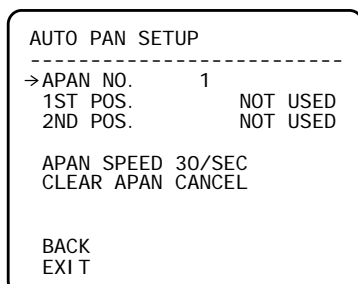 AUTO PAN SETUP
--------------------------
→APAN NO. 1
1ST POS. NOT USED
2ND POS. NOT USED
APAN SPEED 30/SEC
CLEAR APAN CANCEL
BACK
EXIT